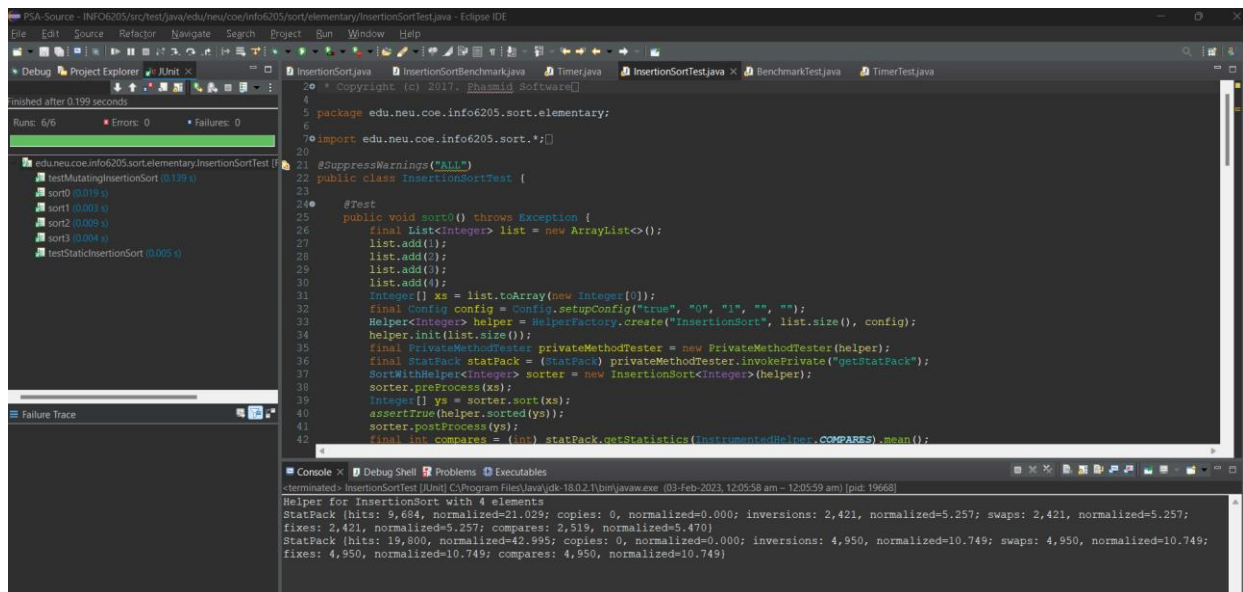 PSA-Source - INFO6205/src/test/java/edu/neu/coe/info6205/sort/elementary/InsertionSortTest.java - Eclipse IDE
File Edit Source Refactor Navigate Search Project Run Window Help
Debug Project Explorer JUnit
Finished after 0.199 seconds
Runs: 6/6 Errors: 0 Failures: 0
edu.neu.coe.info6205.sort.elementary.InsertionSortTest [F
testMutatingInsertionSort (0.139 s)
sort0 (0.019 s)
sort1 (0.003 s)
sort2 (0.009 s)
sort3 (0.004 s)
testStaticInsertionSort (0.005 s)
Failure Trace
InsertionSort.java InsertionSortBenchmark.java Timer.java InsertionSortTest.java BenchmarkTest.java TimerTest.java
2 * Copyright (c) 2017. Phasmid Software
4
5 package edu.neu.coe.info6205.sort.elementary;
6
7 import edu.neu.coe.info6205.sort.*;
20
21 @SuppressWarnings("ALL")
22 public class InsertionSortTest {
23
24 @Test
25 public void sort0() throws Exception {
26 final List<Integer> list = new ArrayList<>();
27 list.add(1);
28 list.add(2);
29 list.add(3);
30 list.add(4);
31 Integer[] xs = list.toArray(new Integer[0]);
32 final Config config = Config.setupConfig("true", "0", "1", "", "");
33 Helper<Integer> helper = HelperFactory.create("InsertionSort", list.size(), config);
34 helper.init(list.size());
35 final PrivateMethodTester privateMethodTester = new PrivateMethodTester(helper);
36 final StatPack statPack = (StatPack) privateMethodTester.invokePrivate("getStatPack");
37 SortWithHelper<Integer> sorter = new InsertionSort<Integer>(helper);
38 sorter.preProcess(xs);
39 Integer[] ys = sorter.sort(xs);
40 assertTrue(helper.sorted(ys));
41 sorter.postProcess(ys);
42 final int compares = (int) statPack.getStatistics(InstrumentedHelper.COMPARES).mean();
Console Debug Shell Problems Executables
<terminated> InsertionSortTest [JUnit] C:\Program Files\Java\jdk-18.0.2.1\bin\javaw.exe (03-Feb-2023, 12:05:58 am – 12:05:59 am) [pid: 19668]
Helper for InsertionSort with 4 elements
StatPack {hits: 9,684, normalized=21.029; copies: 0, normalized=0.000; inversions: 2,421, normalized=5.257; swaps: 2,421, normalized=5.257;
fixes: 2,421, normalized=5.257; compares: 2,519, normalized=5.470}
StatPack {hits: 19,800, normalized=42.995; copies: 0, normalized=0.000; inversions: 4,950, normalized=10.749; swaps: 4,950, normalized=10.749;
fixes: 4,950, normalized=10.749; compares: 4,950, normalized=10.749}